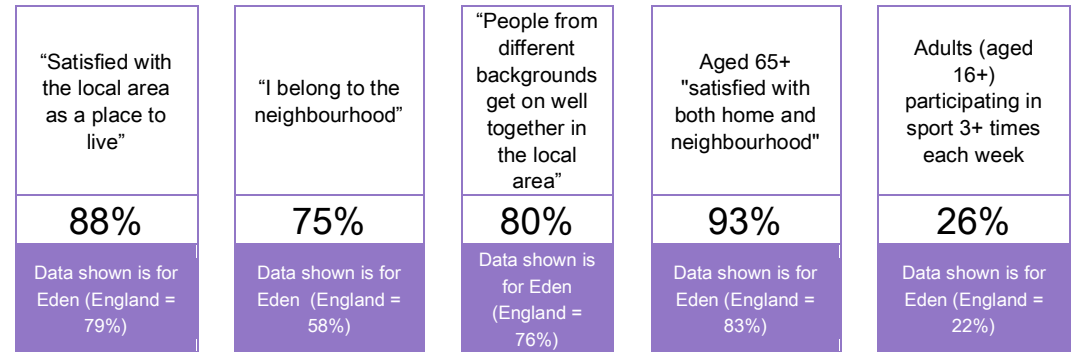 “Satisfied with
the local area
as a place to
live”
88%
Data shown is for
Eden (England =
79%)
“I belong to the
neighbourhood”
75%
Data shown is for
Eden  (England =
58%)
“People from
different
backgrounds
get on well
together in
the local
area”
80%
Data shown is
for Eden
(England =
76%)
Aged 65+
"satisfied with
both home and
neighbourhood"
93%
Data shown is for
Eden (England =
83%)
Adults (aged
16+)
participating in
sport 3+ times
each week
26%
Data shown is for
Eden (England =
22%)